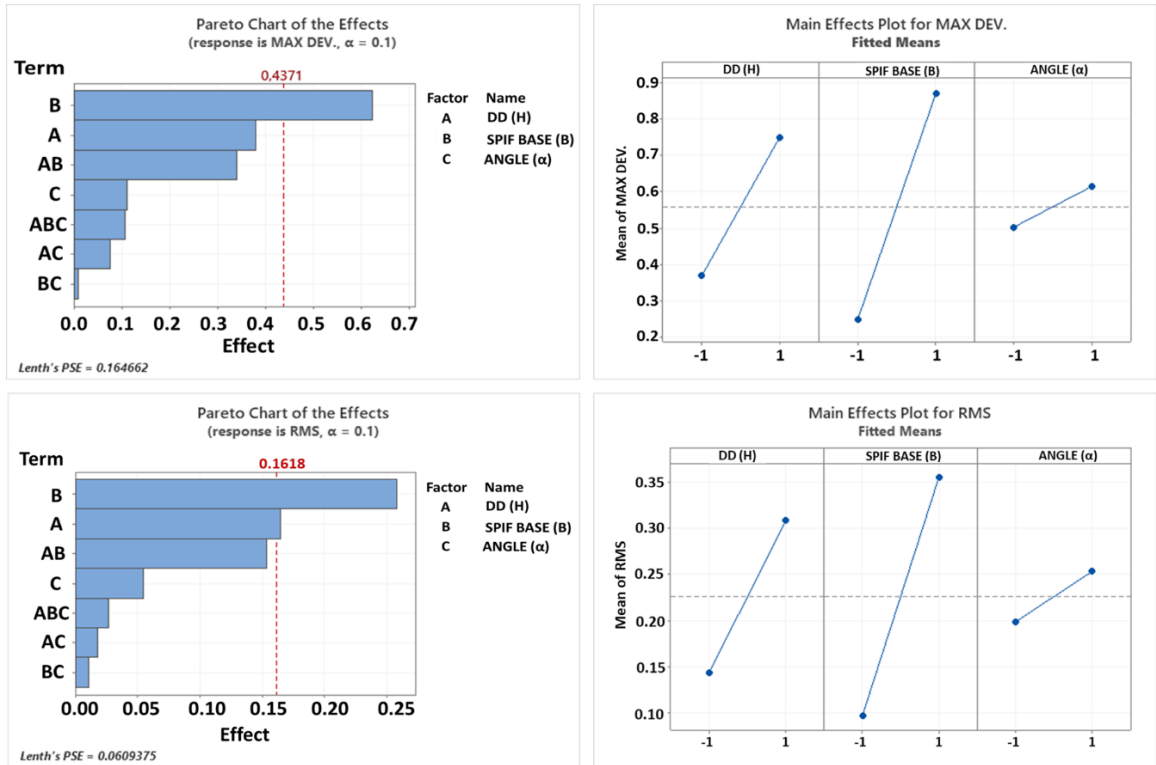 Pareto Chart of the Effects
(response is MAX DEV., α = 0.1)
Term
0,4371
B
A
AB
C
ABC
AC
BC
0.0 0.1 0.2 0.3 0.4 0.5 0.6 0.7
Effect
Lenth's PSE = 0.164662
Factor Name
A DD (H)
B SPIF BASE (B)
C ANGLE (α)
Main Effects Plot for MAX DEV.
Fitted Means
DD (H) SPIF BASE (B) ANGLE (α)
Mean of MAX DEV.
0.9
0.8
0.7
0.6
0.5
0.4
0.3
0.2
-1 1 -1 1 -1 1
Pareto Chart of the Effects
(response is RMS, α = 0.1)
Term
0.1618
B
A
AB
C
ABC
AC
BC
0.00 0.05 0.10 0.15 0.20 0.25
Effect
Lenth's PSE = 0.0609375
Factor Name
A DD (H)
B SPIF BASE (B)
C ANGLE (α)
Main Effects Plot for RMS
Fitted Means
DD (H) SPIF BASE (B) ANGLE (α)
Mean of RMS
0.35
0.30
0.25
0.20
0.15
0.10
-1 1 -1 1 -1 1